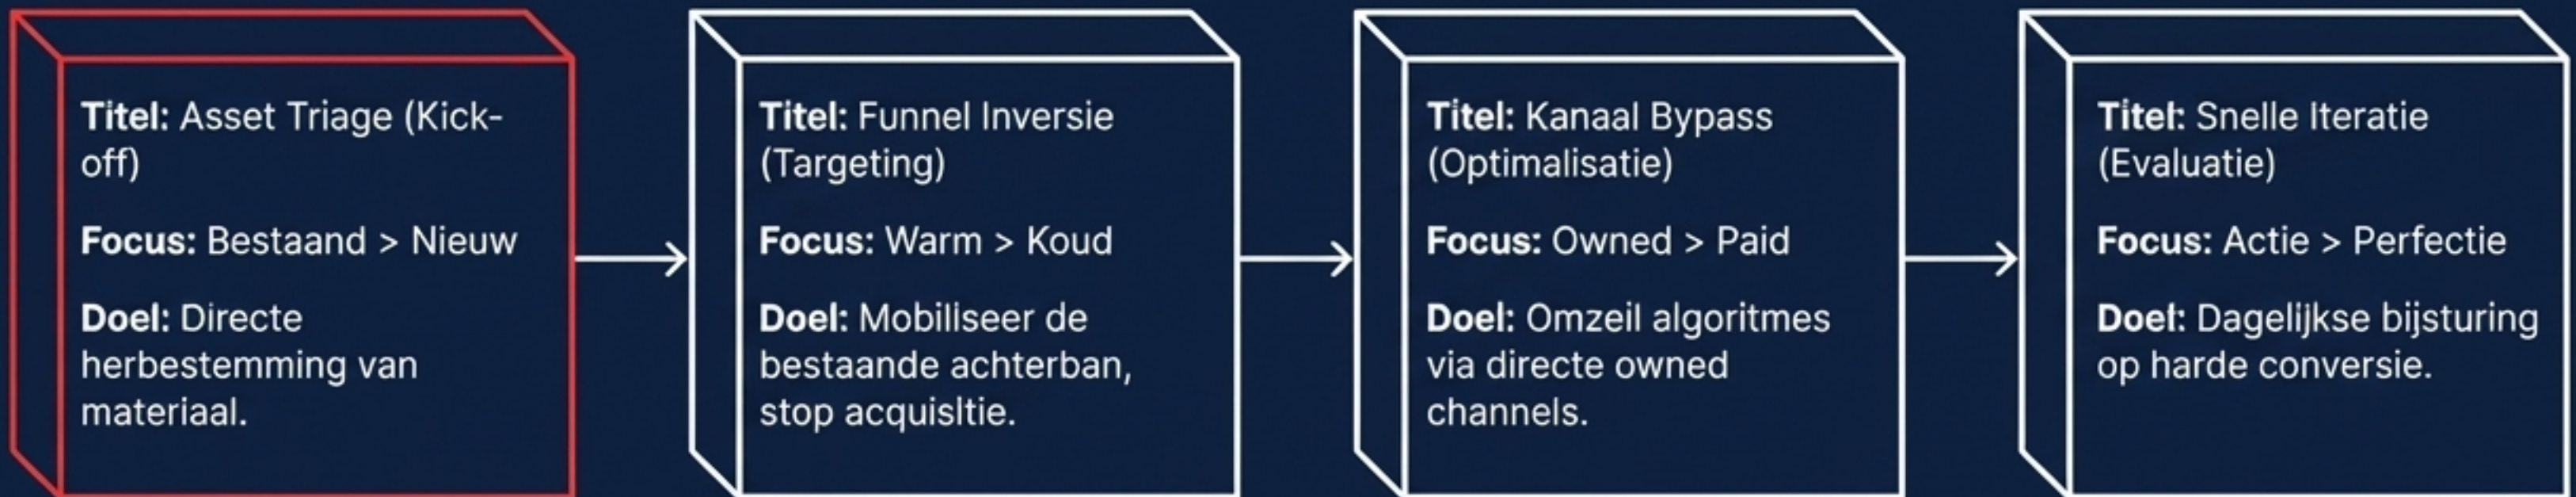 Titel: Asset Triage (Kick-
off)
Focus: Bestaand > Nieuw
Doel: Directe
herbestemming van
materiaal.
Titel: Funnel Inversie
(Targeting)
Focus: Warm > Koud
Doel: Mobiliseer de
bestaande achterban,
stop acquisltie.
Titel: Kanaal Bypass
(Optimalisatie)
Focus: Owned > Paid
Doel: Omzeil algoritmes
via directe owned
channels.
Titel: Snelle Iteratie
(Evaluatie)
Focus: Actie > Perfectie
Doel: Dagelijkse bijsturing
op harde conversie.